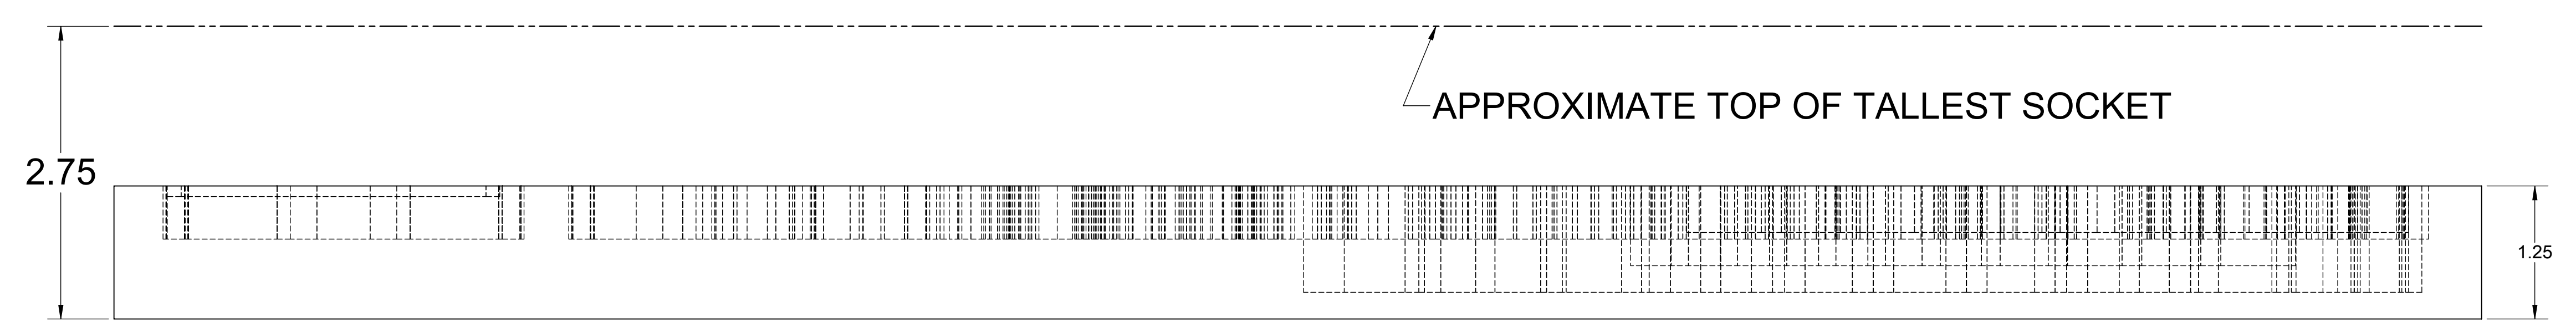 APPROXIMATE TOP OF TALLEST SOCKET
2.75
1.25